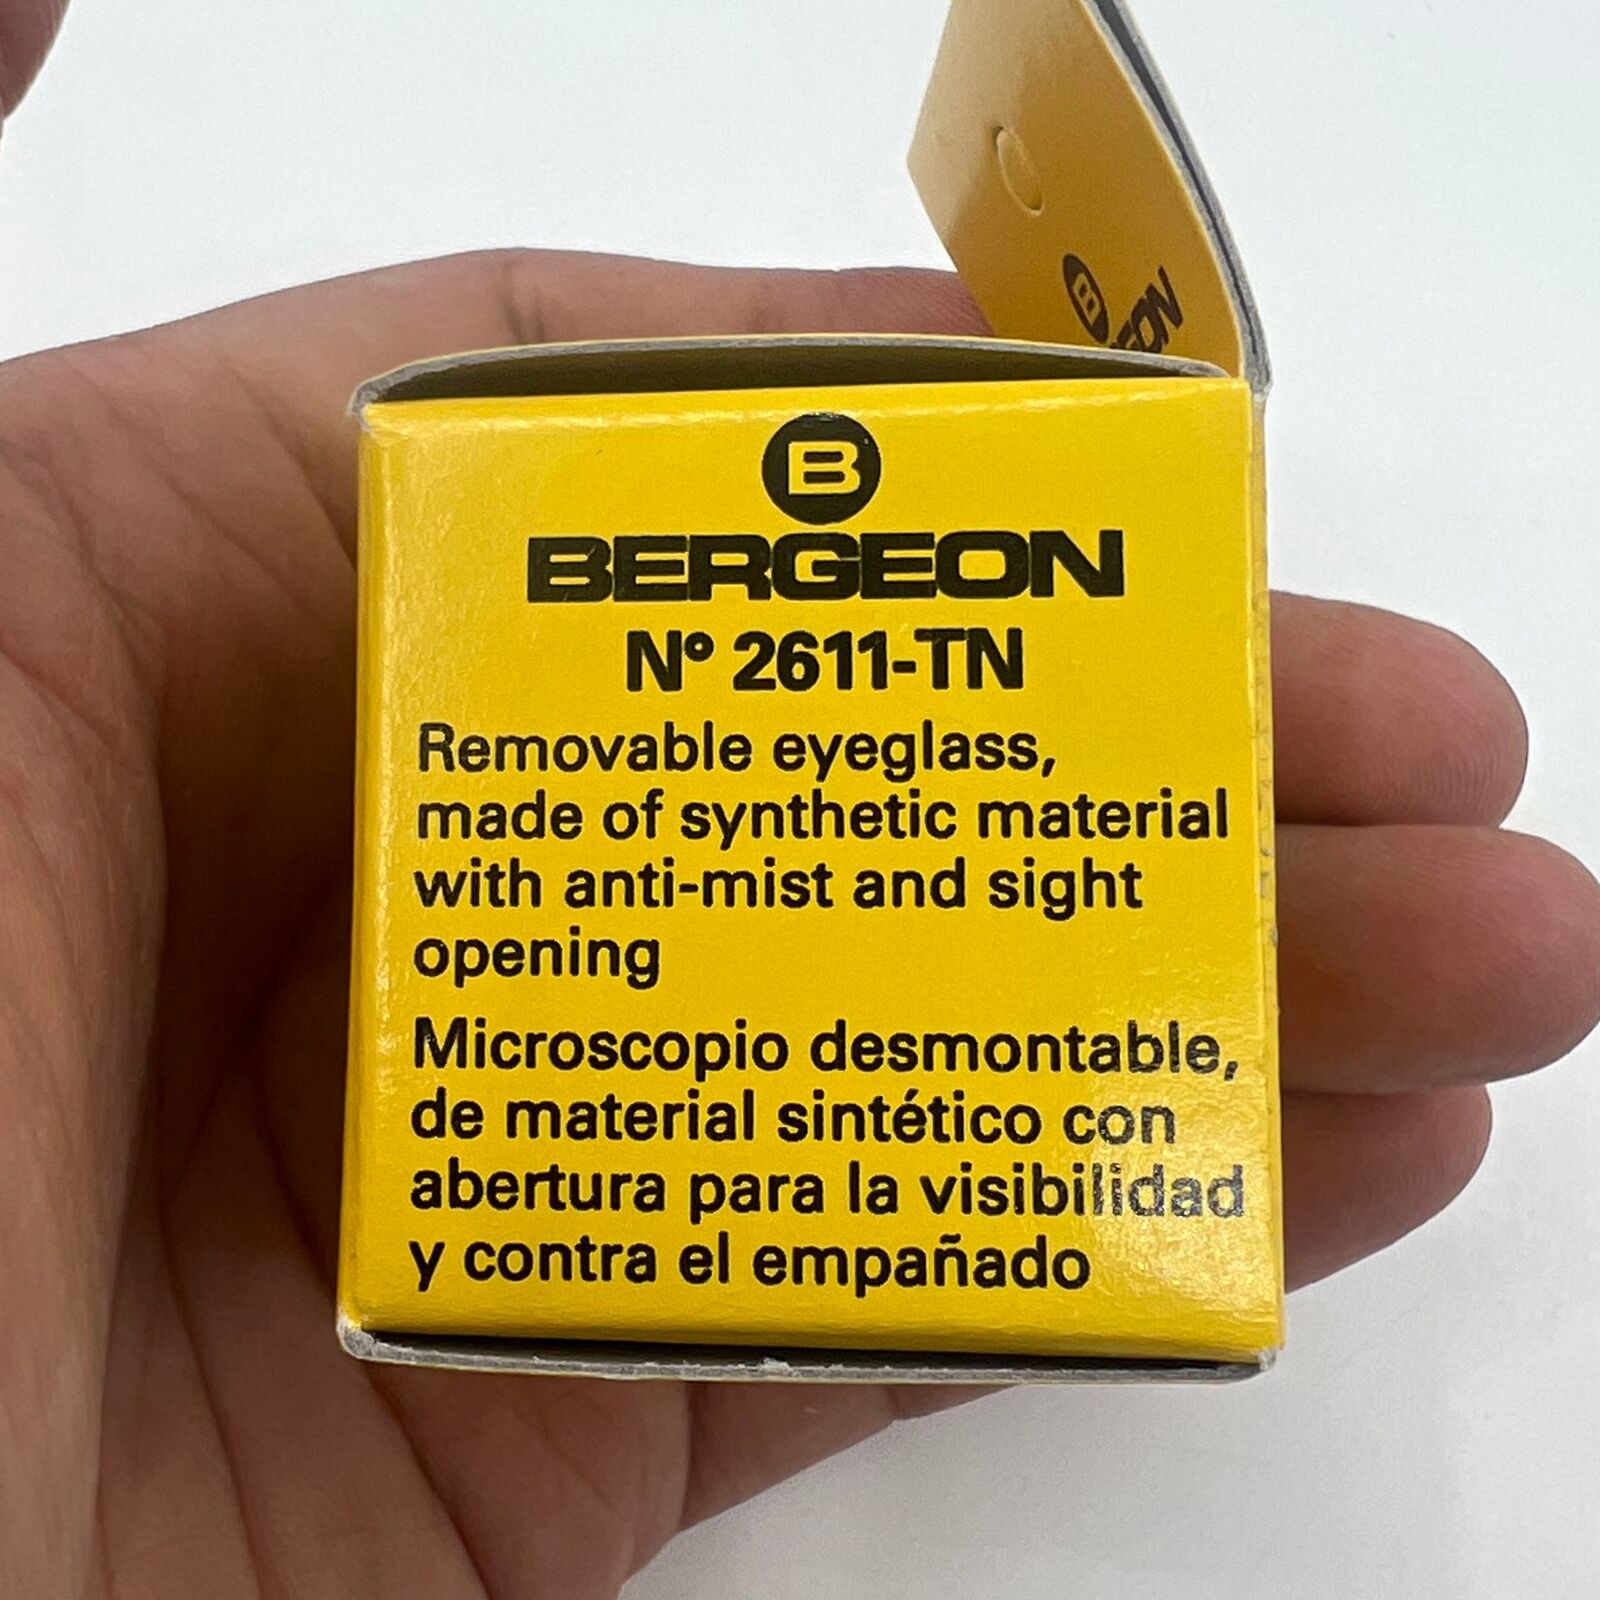 B
EON
B
BERGEON
N° 2611-TN
Removable eyeglass,
made of synthetic material
with anti-mist and sight
opening
Microscopio desmontable,
de material sintético con
abertura para la visibilidad
y contra el empañado